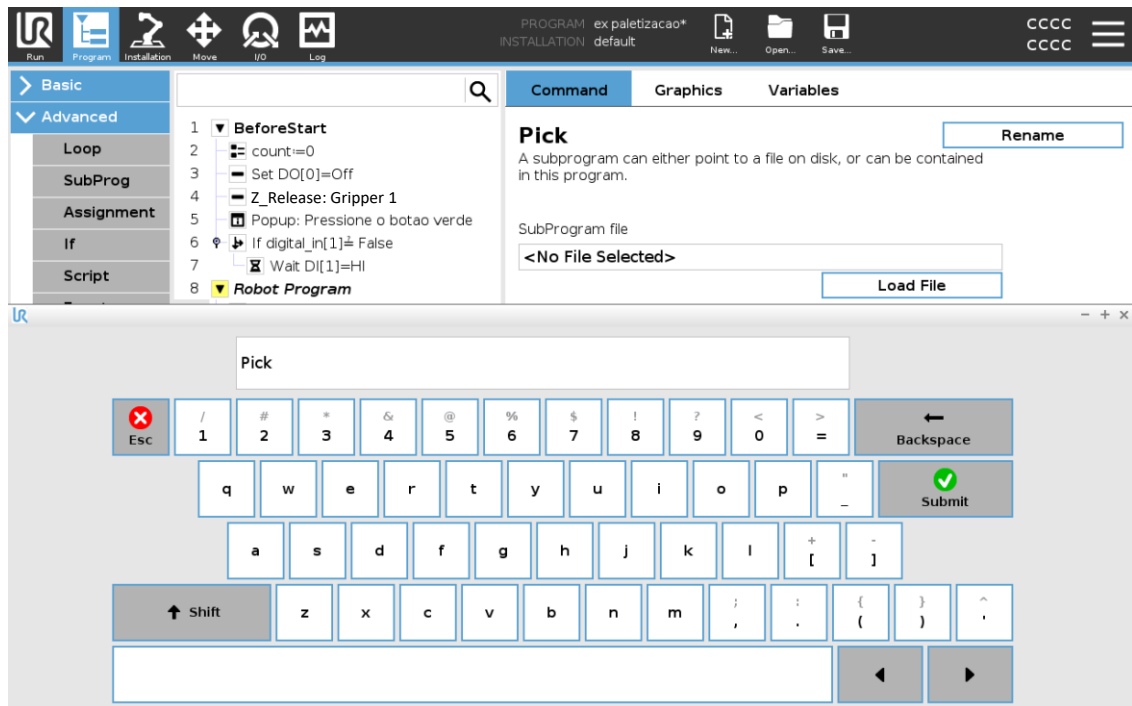 UR
Run
Program
Installation
Move
I/O
Log
PROGRAM ex paletizacao*
INSTALLATION default
New...
Open...
Save...
CCCC
CCCC
Basic
Advanced
Loop
SubProg
Assignment
If
Script
1 BeforeStart
2 count:=0
3 Set DO[0]=Off
4 Z_Release: Gripper 1
5 Popup: Pressione o botao verde
6 If digital_in[1]≟ False
7 Wait DI[1]=HI
8 Robot Program
Command Graphics Variables
Pick
Rename
A subprogram can either point to a file on disk, or can be contained
in this program.
SubProgram file
<No File Selected>
Load File
UR
Pick
Esc
/ # * & @ % $ ! ? < >
1 2 3 4 5 6 7 8 9 0 =
Backspace
q w e r t y u i o p " _
Submit
a s d f g h j k l + [ - ]
Shift
z x c v b n m ; , : . { ( } ) ^ '